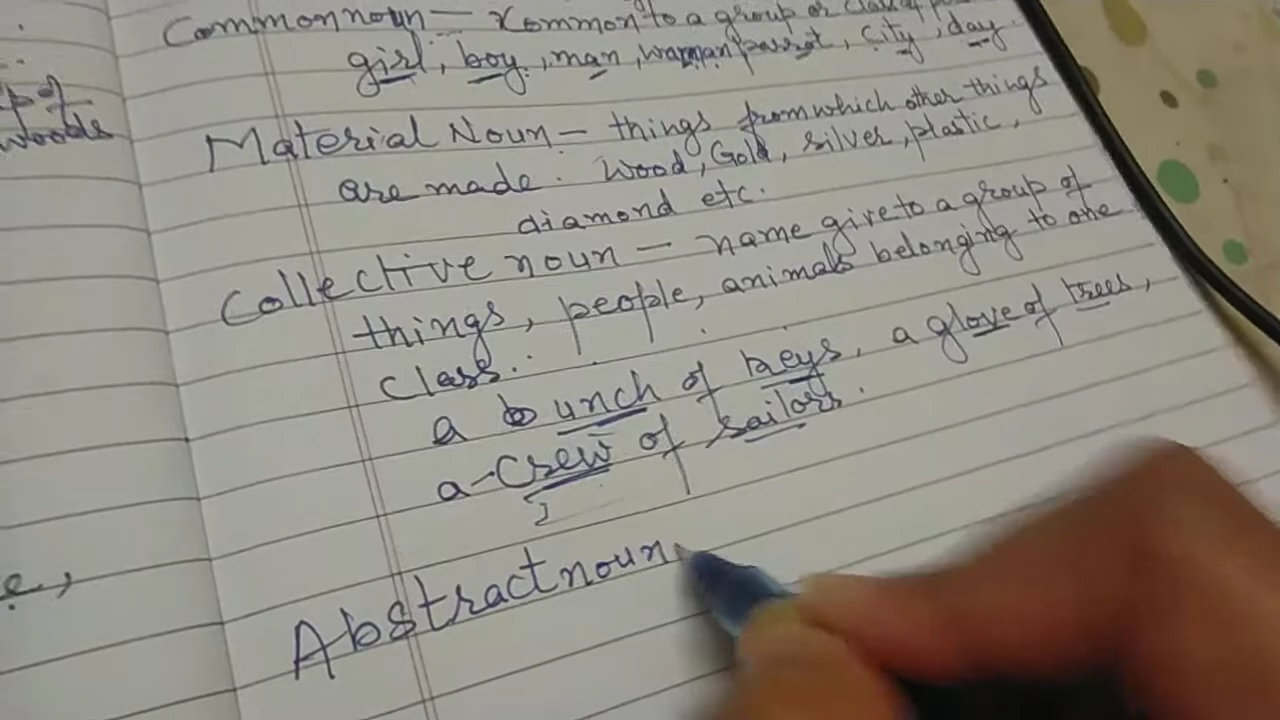 Common noun – common to a group or class of
girl, boy, man, woman, parrot, city, day.
p of
woods
Material Noun – things from which other things
are made. Wood, Gold, silver, plastic,
diamond etc.
Collective noun – name give to a group of
things, people, animals belonging to one
class.
a bunch of keys, a glove of trees,
a crew of sailors.
e,
Abstract noun